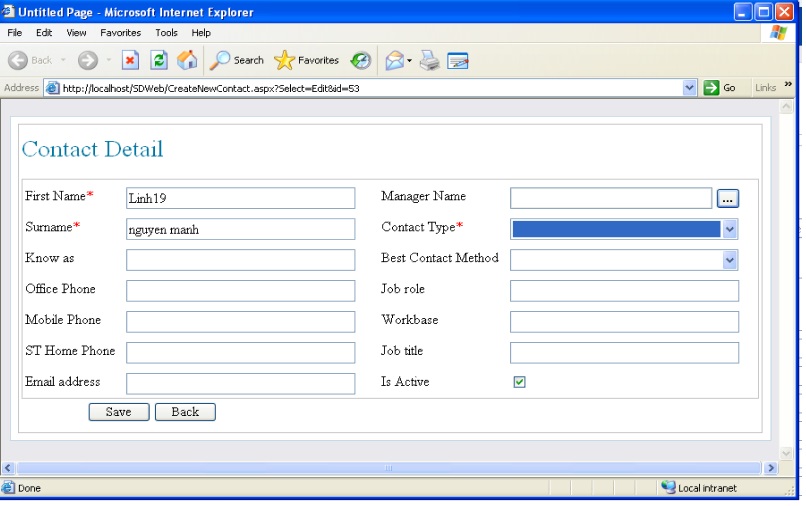 Untitled Page - Microsoft Internet Explorer
File Edit View Favorites Tools Help
Back Search Favorites
Address http://localhost/SDWeb/CreateNewContact.aspx?Select=Edit&id=53 Go Links »
Contact Detail
First Name* Linh19 Manager Name ...
Surname* nguyen manh Contact Type*
Know as Best Contact Method
Office Phone Job role
Mobile Phone Workbase
ST Home Phone Job title
Email address Is Active
Save Back
Done Local intranet